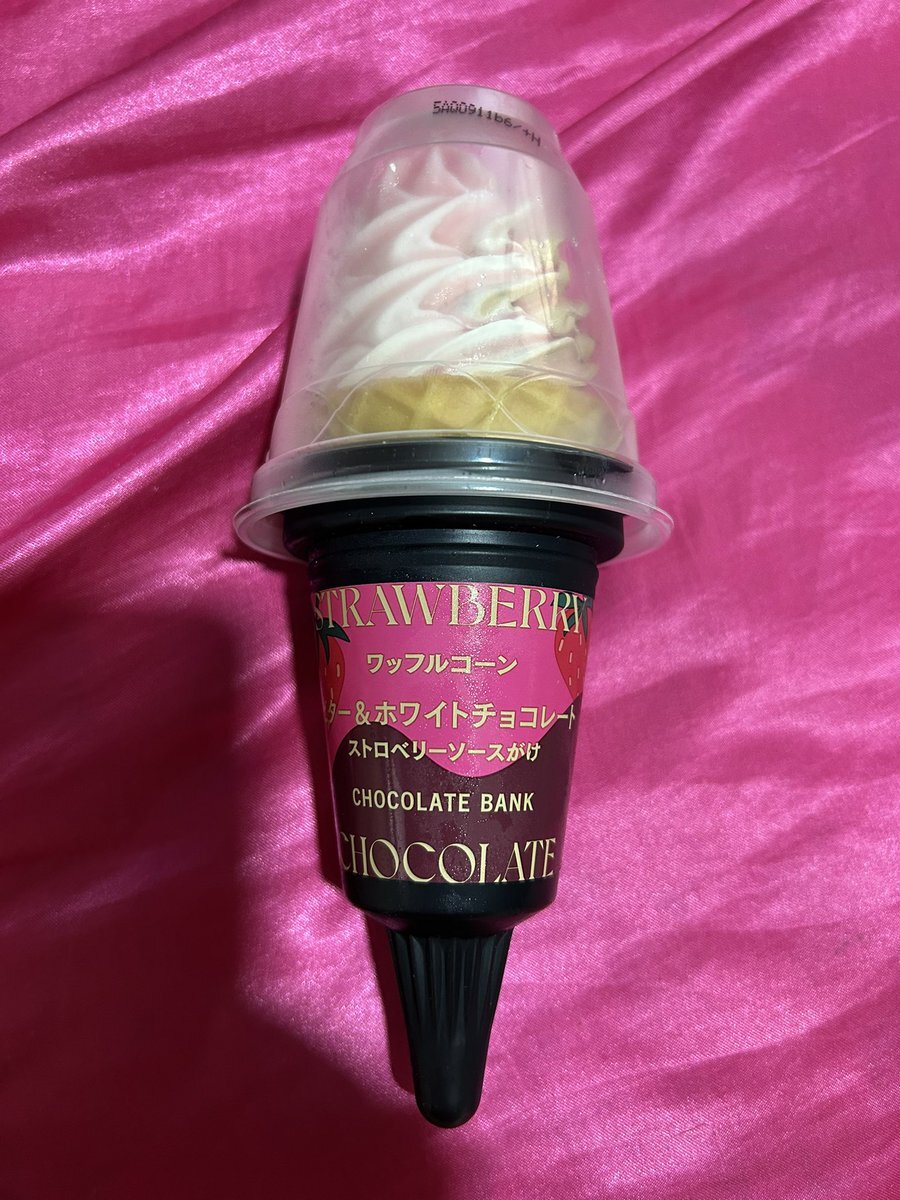 5A00911b6/+H
STRAWBERRY
ワッフルコーン
ター&ホワイトチョコレート
ストロベリーソースがけ
CHOCOLATE BANK
CHOCOLATE